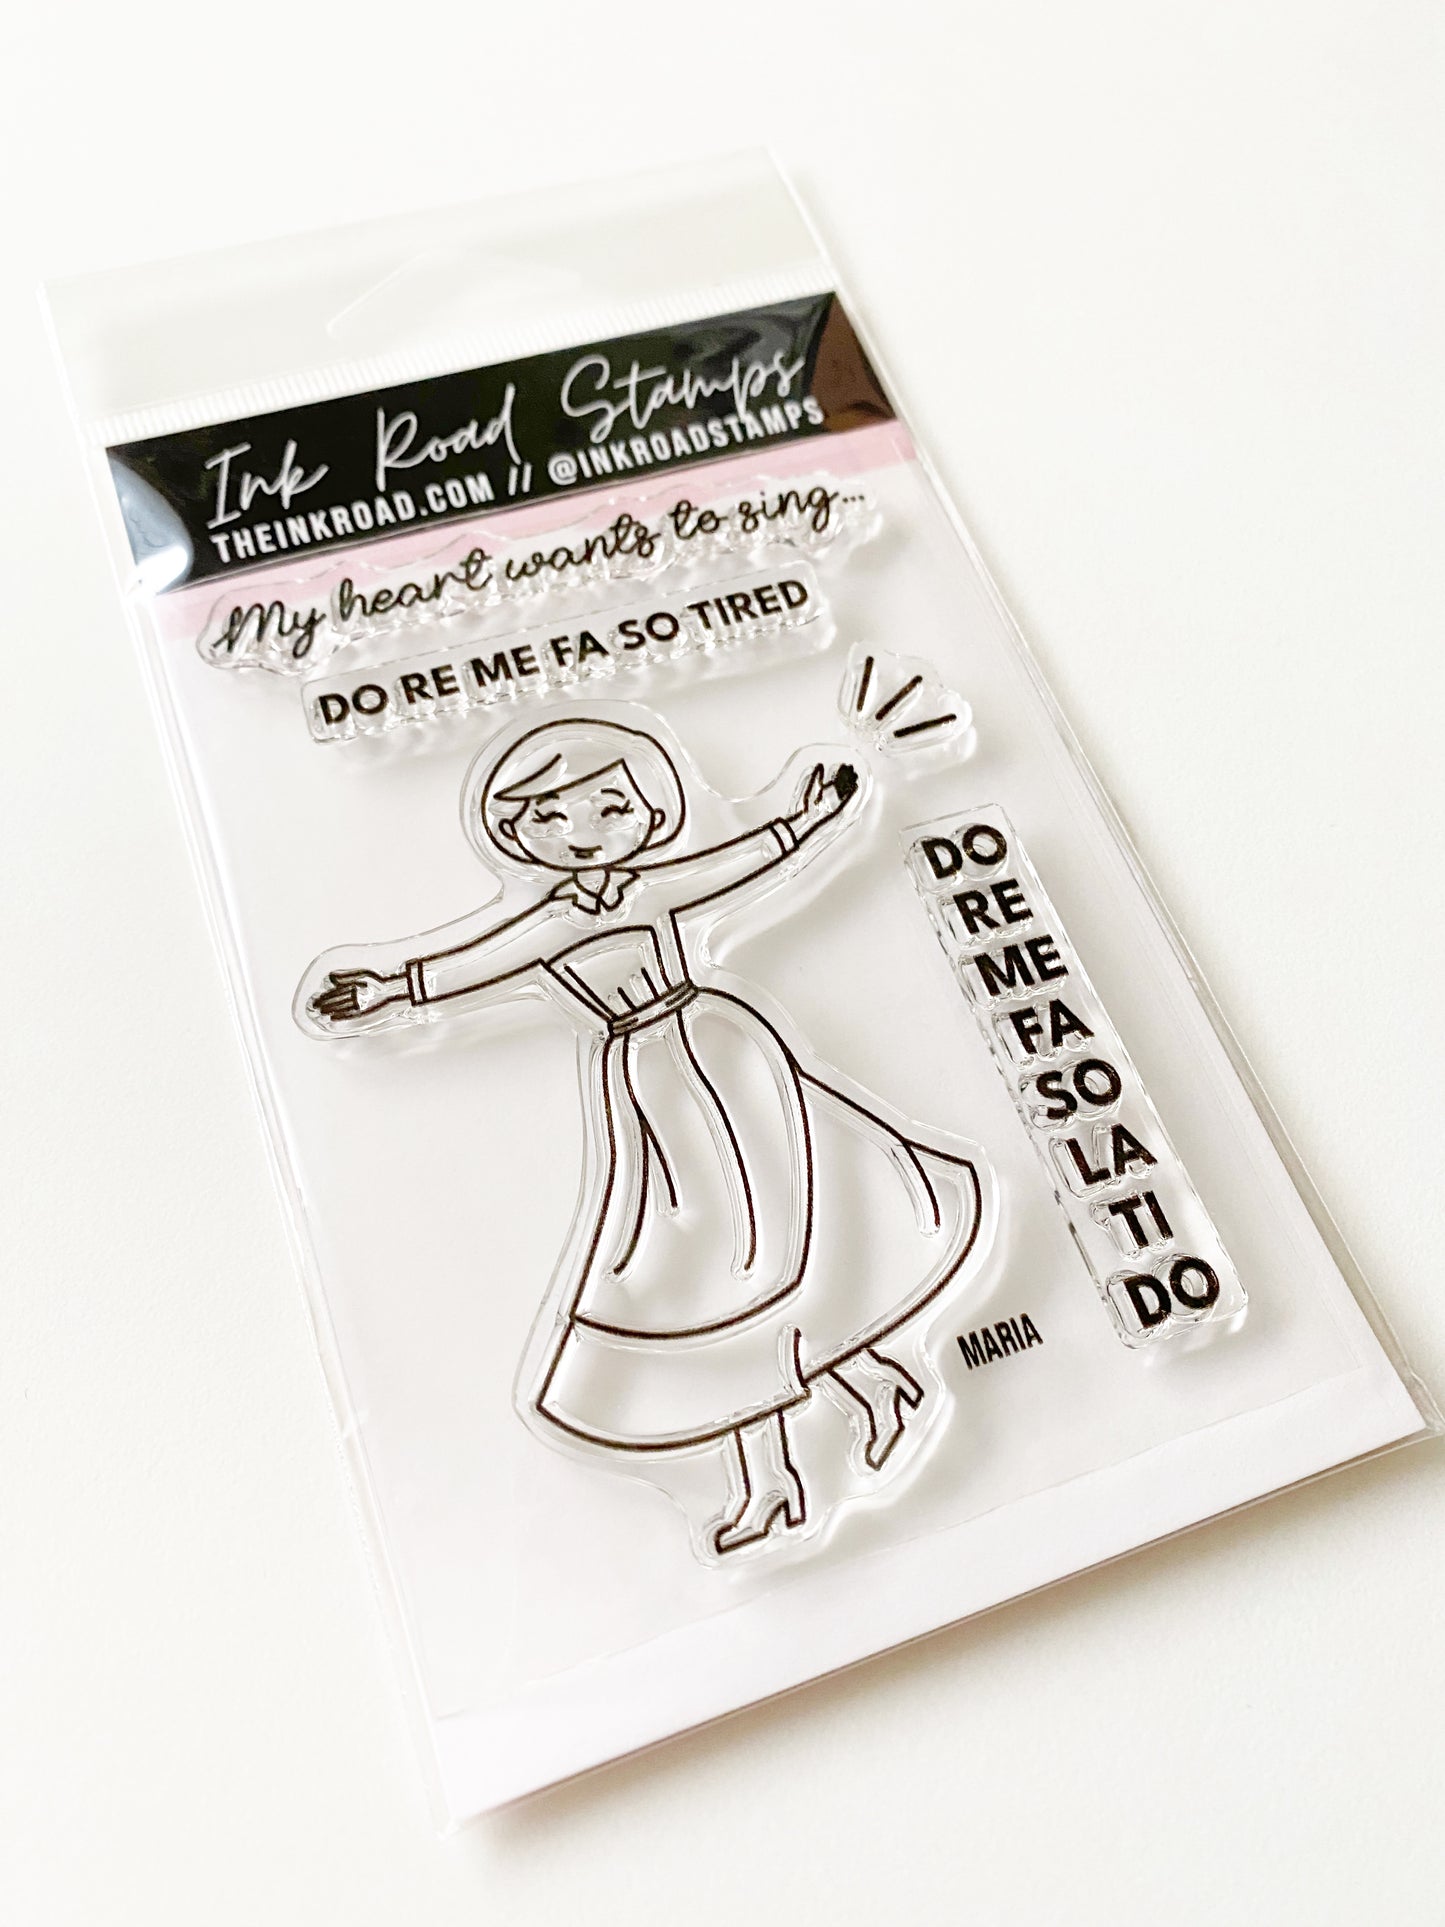 Ink Road Stamps
THEINKROAD.COM // @INKROADSTAMPS
My heart wants to sing...
DO RE ME FA SO TIRED
DO
RE
ME
FA
SO
LA
TI
DO
MARIA